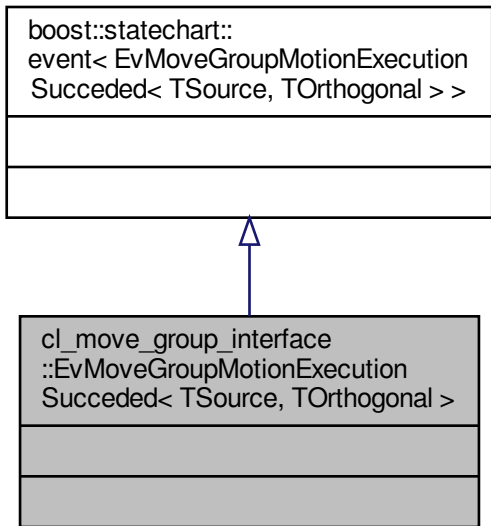 boost::statechart::
event< EvMoveGroupMotionExecution
Succeded< TSource, TOrthogonal > >
cl_move_group_interface
::EvMoveGroupMotionExecution
Succeded< TSource, TOrthogonal >